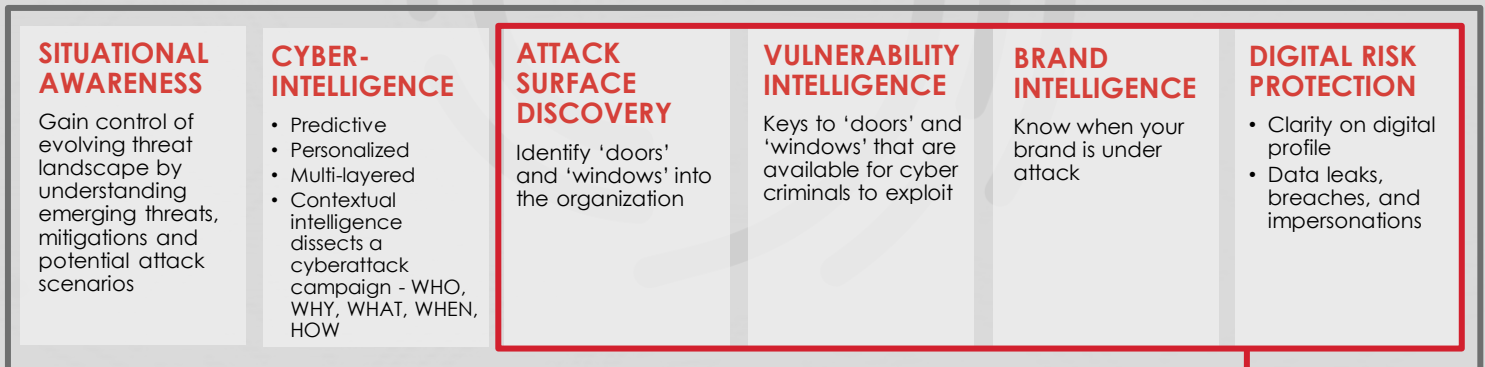 SITUATIONAL
AWARENESS
Gain control of
evolving threat
landscape by
understanding
emerging threats,
mitigations and
potential attack
scenarios
CYBER-
INTELLIGENCE
• Predictive
• Personalized
• Multi-layered
• Contextual
intelligence
dissects a
cyberattack
campaign - WHO,
WHY, WHAT, WHEN,
HOW
ATTACK
SURFACE
DISCOVERY
Identify ‘doors’
and ‘windows’ into
the organization
VULNERABILITY
INTELLIGENCE
Keys to ‘doors’ and
‘windows’ that are
available for cyber
criminals to exploit
BRAND
INTELLIGENCE
Know when your
brand is under
attack
DIGITAL RISK
PROTECTION
• Clarity on digital
profile
• Data leaks,
breaches, and
impersonations